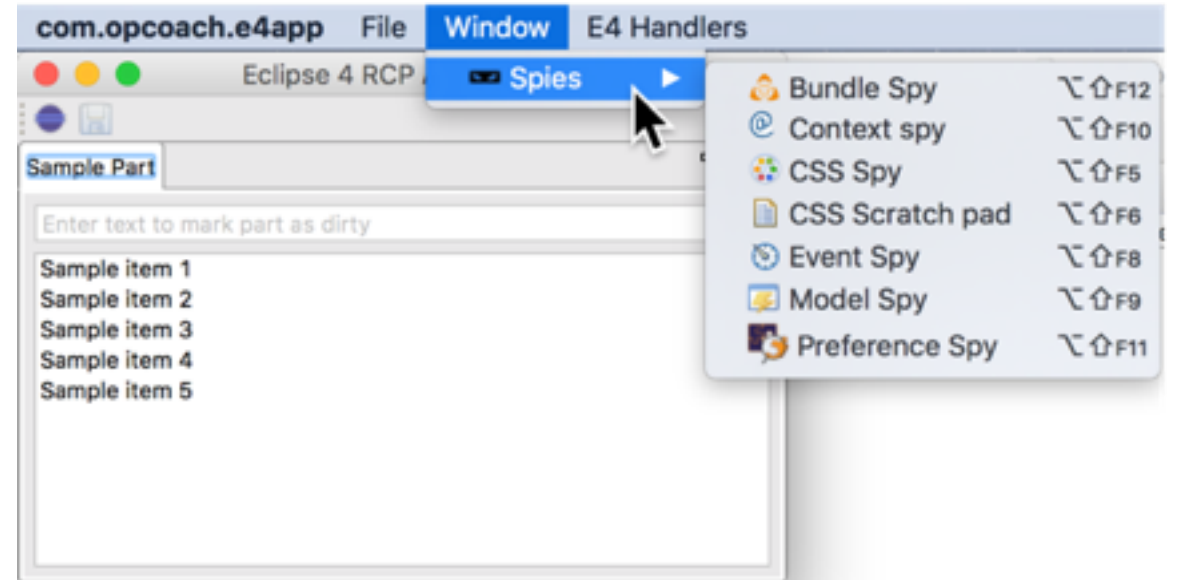 com.opcoach.e4app File Window E4 Handlers
Eclipse 4 RCP
Spies
Bundle Spy ⌥⇧F12
Context spy ⌥⇧F10
CSS Spy ⌥⇧F5
CSS Scratch pad ⌥⇧F6
Event Spy ⌥⇧F8
Model Spy ⌥⇧F9
Preference Spy ⌥⇧F11
Sample Part
Enter text to mark part as dirty
Sample item 1
Sample item 2
Sample item 3
Sample item 4
Sample item 5